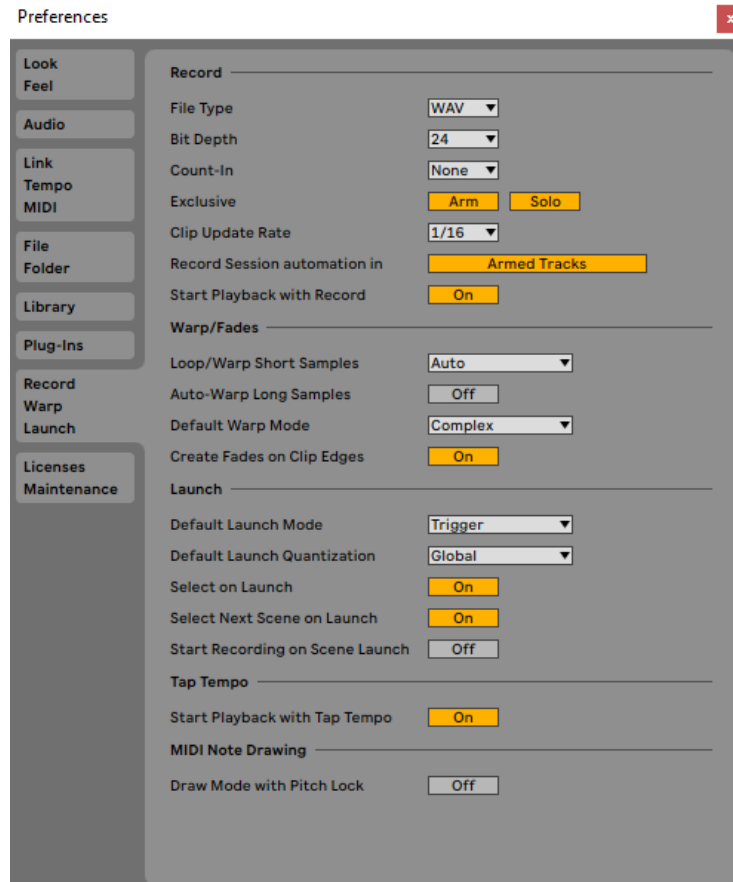 Preferences
x
Look
Feel
Audio
Link
Tempo
MIDI
File
Folder
Library
Plug-Ins
Record
Warp
Launch
Licenses
Maintenance
Record
File Type WAV
Bit Depth 24
Count-In None
Exclusive Arm Solo
Clip Update Rate 1/16
Record Session automation in Armed Tracks
Start Playback with Record On
Warp/Fades
Loop/Warp Short Samples Auto
Auto-Warp Long Samples Off
Default Warp Mode Complex
Create Fades on Clip Edges On
Launch
Default Launch Mode Trigger
Default Launch Quantization Global
Select on Launch On
Select Next Scene on Launch On
Start Recording on Scene Launch Off
Tap Tempo
Start Playback with Tap Tempo On
MIDI Note Drawing
Draw Mode with Pitch Lock Off